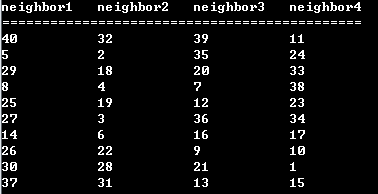 neighbor1 neighbor2 neighbor3 neighbor4
=============================================
40 32 39 11
5 2 35 24
29 18 20 33
8 4 7 38
25 19 12 23
27 3 36 34
14 6 16 17
26 22 9 10
30 28 21 1
37 31 13 15